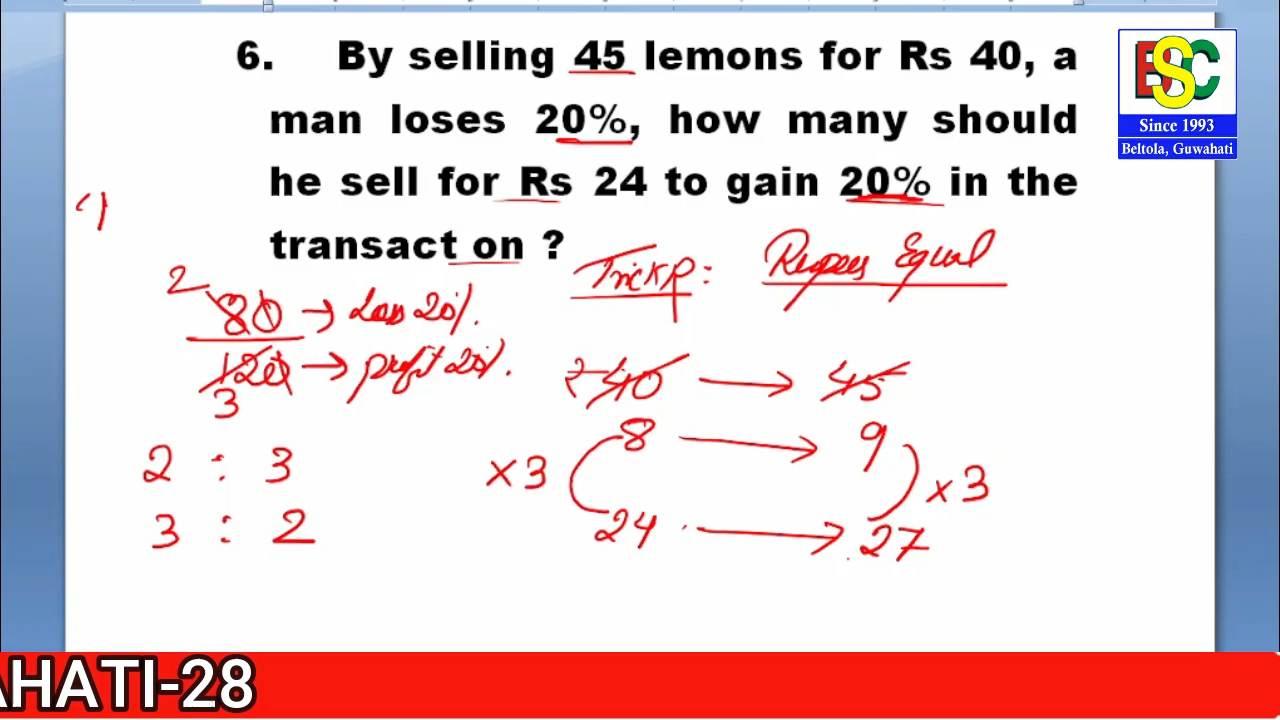 6. By selling 45 lemons for Rs 40, a
man loses 20%, how many should
he sell for Rs 24 to gain 20% in the
transact on ?
BSC
Since 1993
Beltola, Guwahati
Trick R : Rupees Equal
2
80 → Loss 20%.
120 → profit 20%.
3
2 : 3
3 : 2
₹ 40 → 45
8 → 9
×3 ×3
24 → 27
AHATI-28